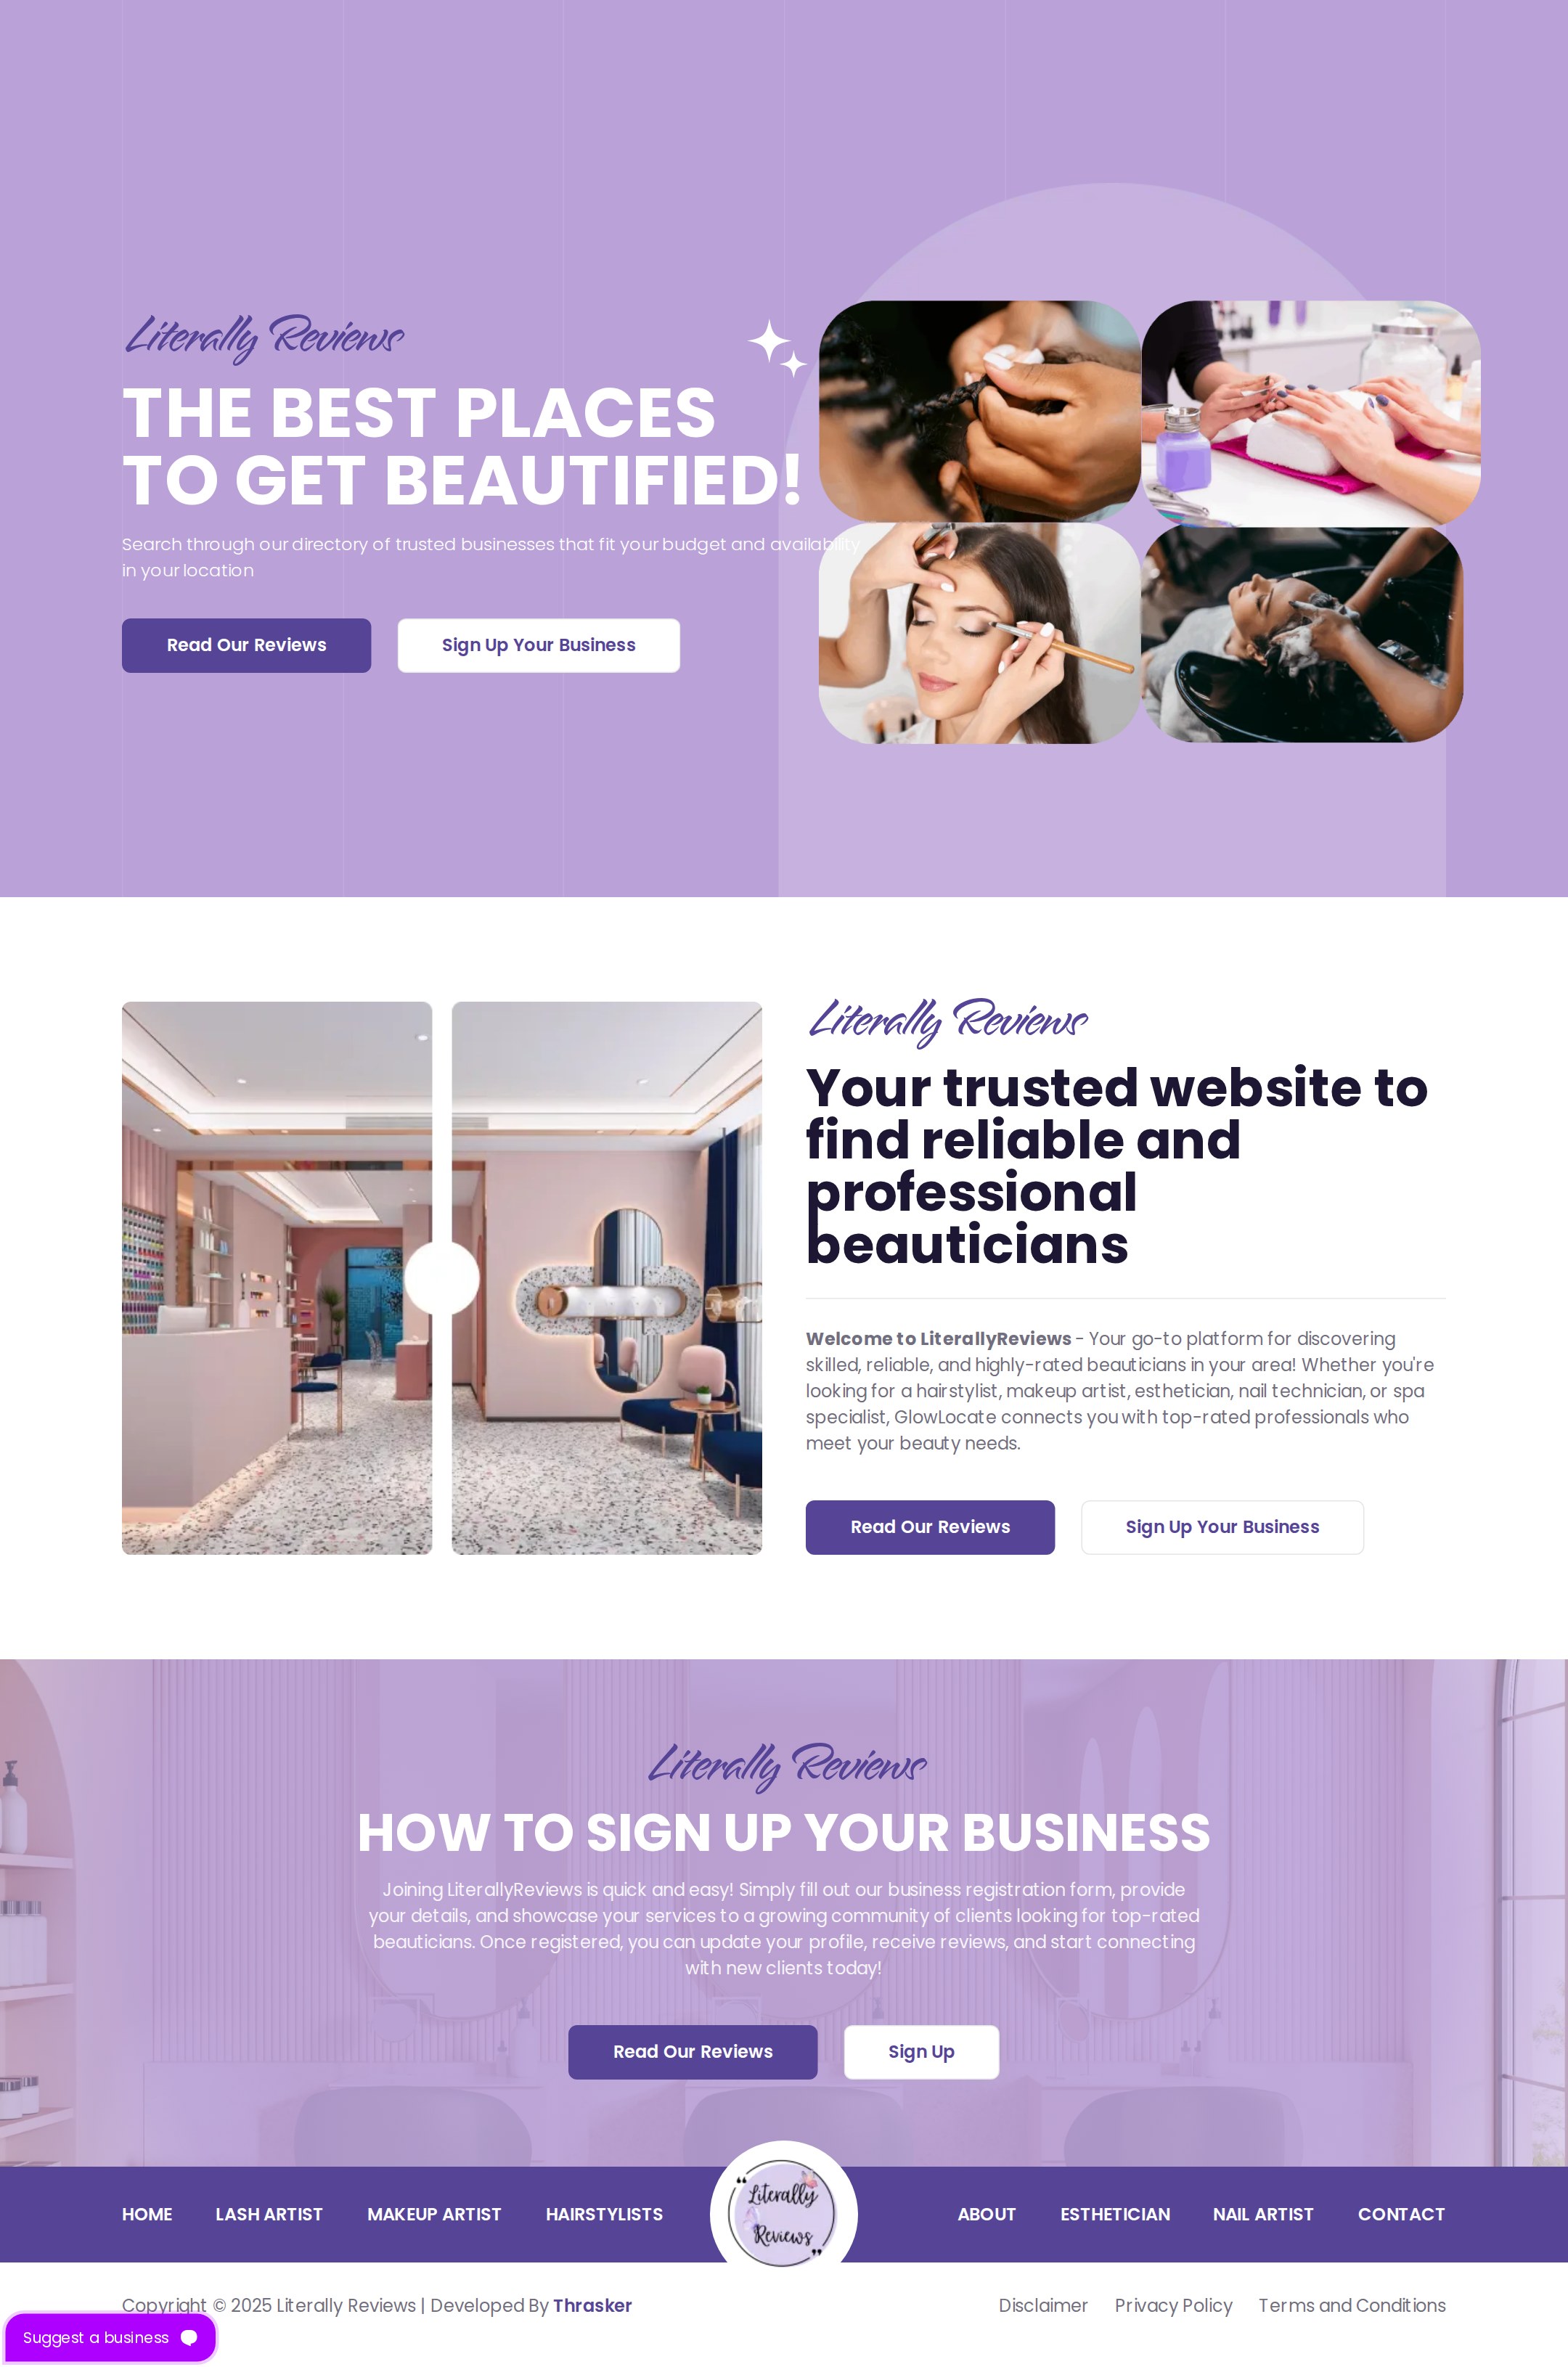 Literally Reviews
THE BEST PLACES
TO GET BEAUTIFIED!
Search through our directory of trusted businesses that fit your budget and availability
in your location
Read Our Reviews
Sign Up Your Business
Literally Reviews
Your trusted website to
find reliable and
professional
beauticians
Welcome to LiterallyReviews - Your go-to platform for discovering
skilled, reliable, and highly-rated beauticians in your area! Whether you're
looking for a hairstylist, makeup artist, esthetician, nail technician, or spa
specialist, GlowLocate connects you with top-rated professionals who
meet your beauty needs.
Read Our Reviews
Sign Up Your Business
Literally Reviews
HOW TO SIGN UP YOUR BUSINESS
Joining LiterallyReviews is quick and easy! Simply fill out our business registration form, provide
your details, and showcase your services to a growing community of clients looking for top-rated
beauticians. Once registered, you can update your profile, receive reviews, and start connecting
with new clients today!
Read Our Reviews
Sign Up
HOME
LASH ARTIST
MAKEUP ARTIST
HAIRSTYLISTS
"Literally
Reviews"
ABOUT
ESTHETICIAN
NAIL ARTIST
CONTACT
Copyright © 2025 Literally Reviews | Developed By Thrasker
Disclaimer
Privacy Policy
Terms and Conditions
Suggest a business